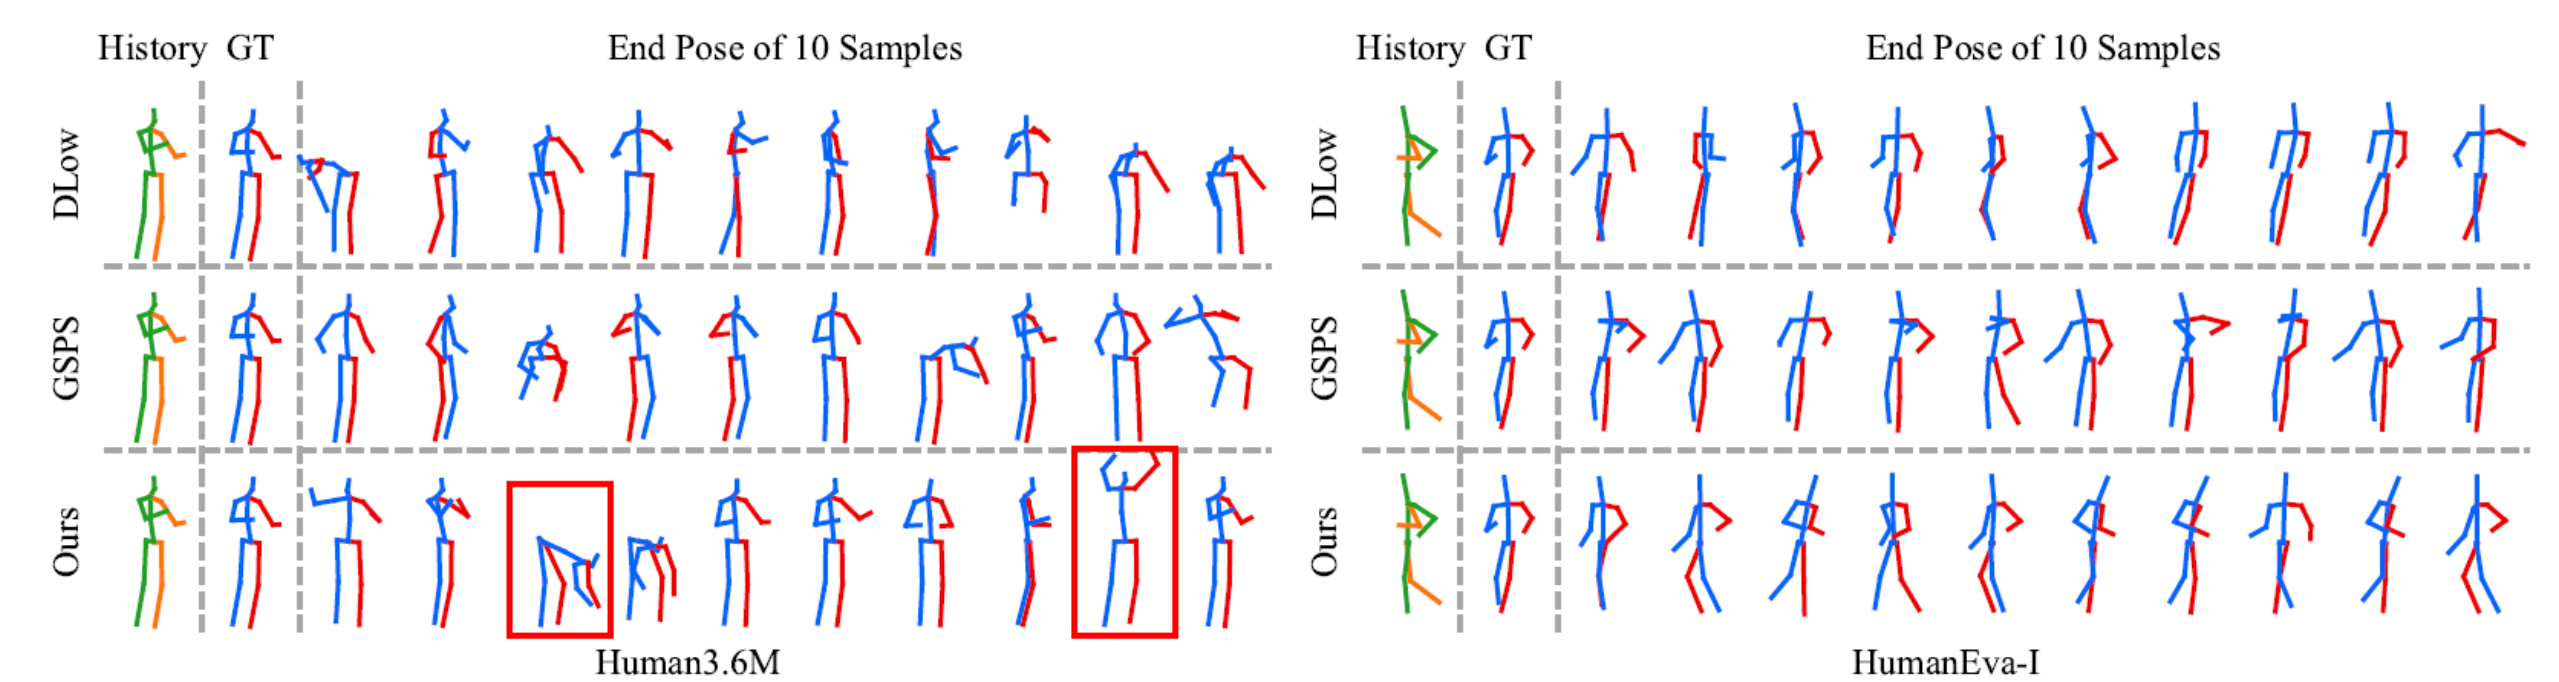 History GT End Pose of 10 Samples
History GT End Pose of 10 Samples
DLow
DLow
GSPS
GSPS
Ours
Ours
Human3.6M
HumanEva-I